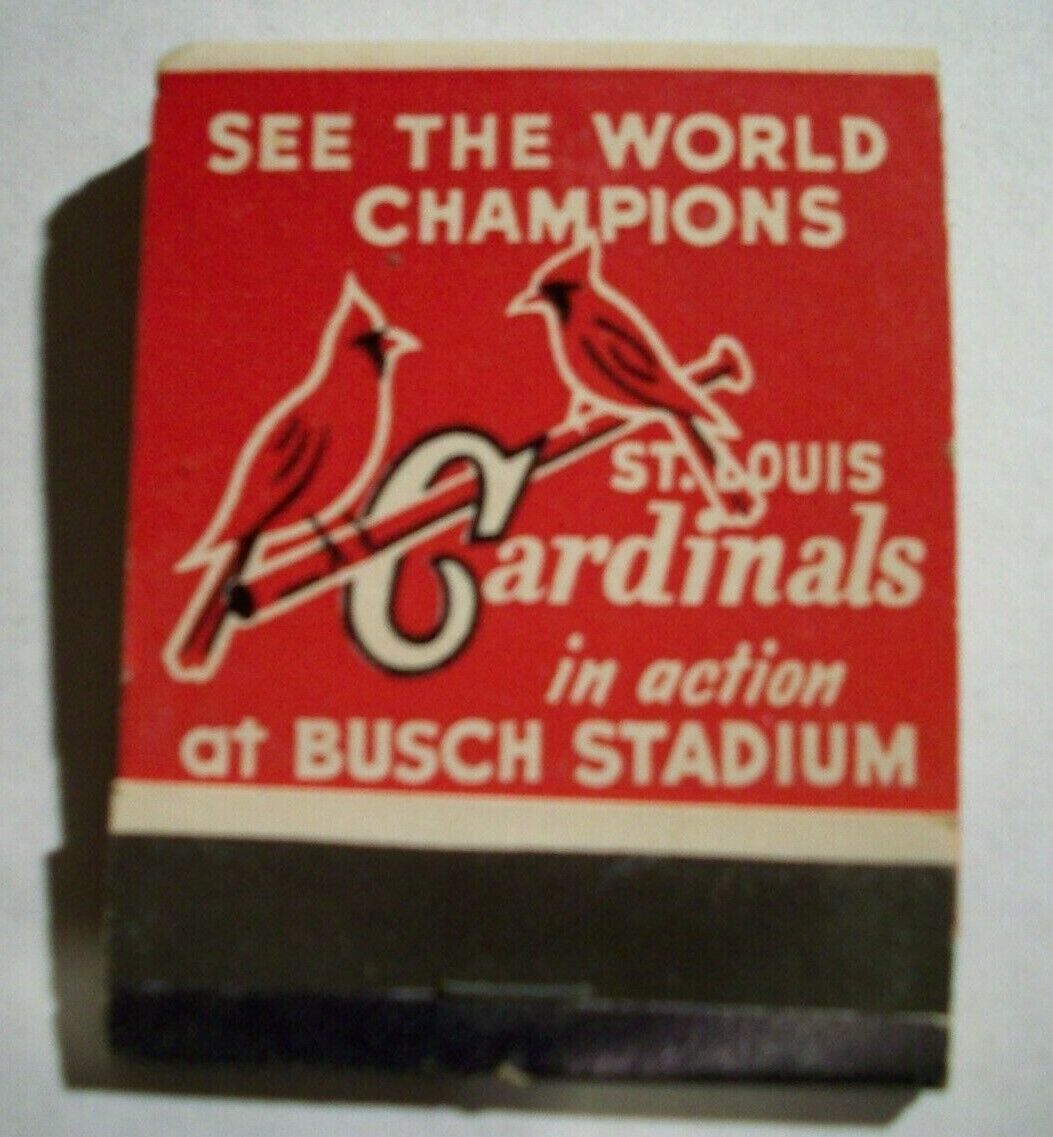 SEE THE WORLD
CHAMPIONS
ST. LOUIS
Cardinals
in action
at BUSCH STADIUM